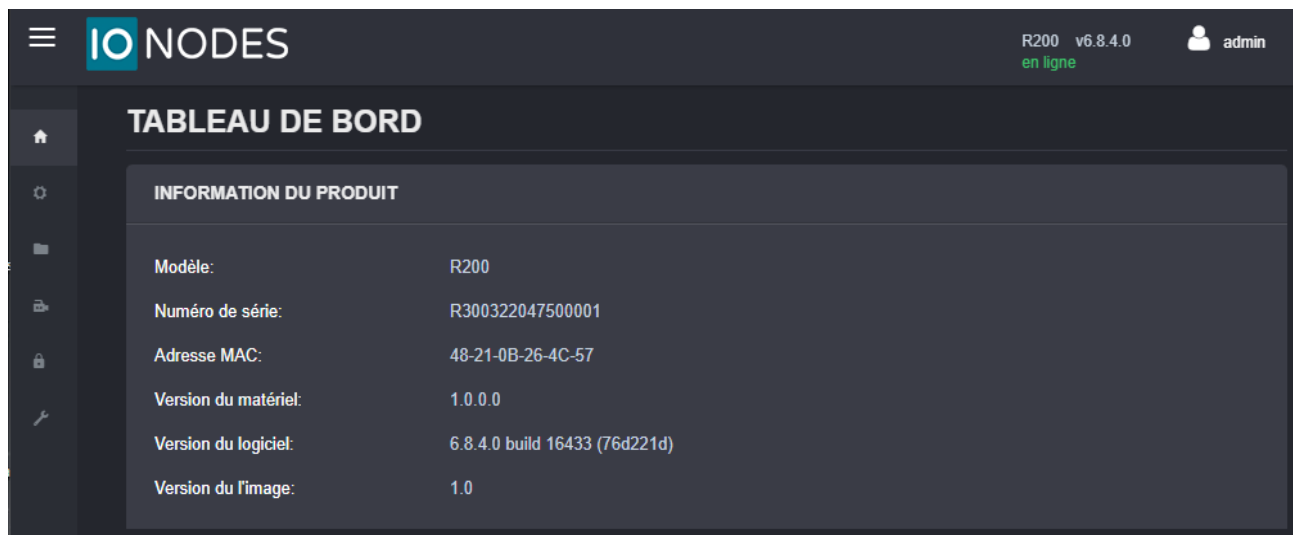 IO NODES
R200 v6.8.4.0
en ligne
admin
TABLEAU DE BORD
INFORMATION DU PRODUIT
Modèle: R200
Numéro de série: R300322047500001
Adresse MAC: 48-21-0B-26-4C-57
Version du matériel: 1.0.0.0
Version du logiciel: 6.8.4.0 build 16433 (76d221d)
Version du l'image: 1.0